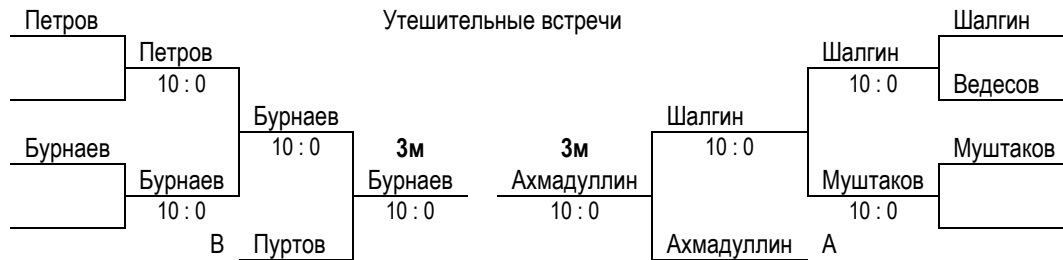 Петров Утешительные встречи Шалгин
Петров Шалгин
10 : 0 10 : 0 Ведесов
Бурнаев Шалгин
Бурнаев 10 : 0 3м 3м 10 : 0 Муштаков
Бурнаев Бурнаев Ахмадуллин Муштаков
10 : 0 10 : 0 10 : 0 10 : 0
В Пуртов Ахмадуллин А